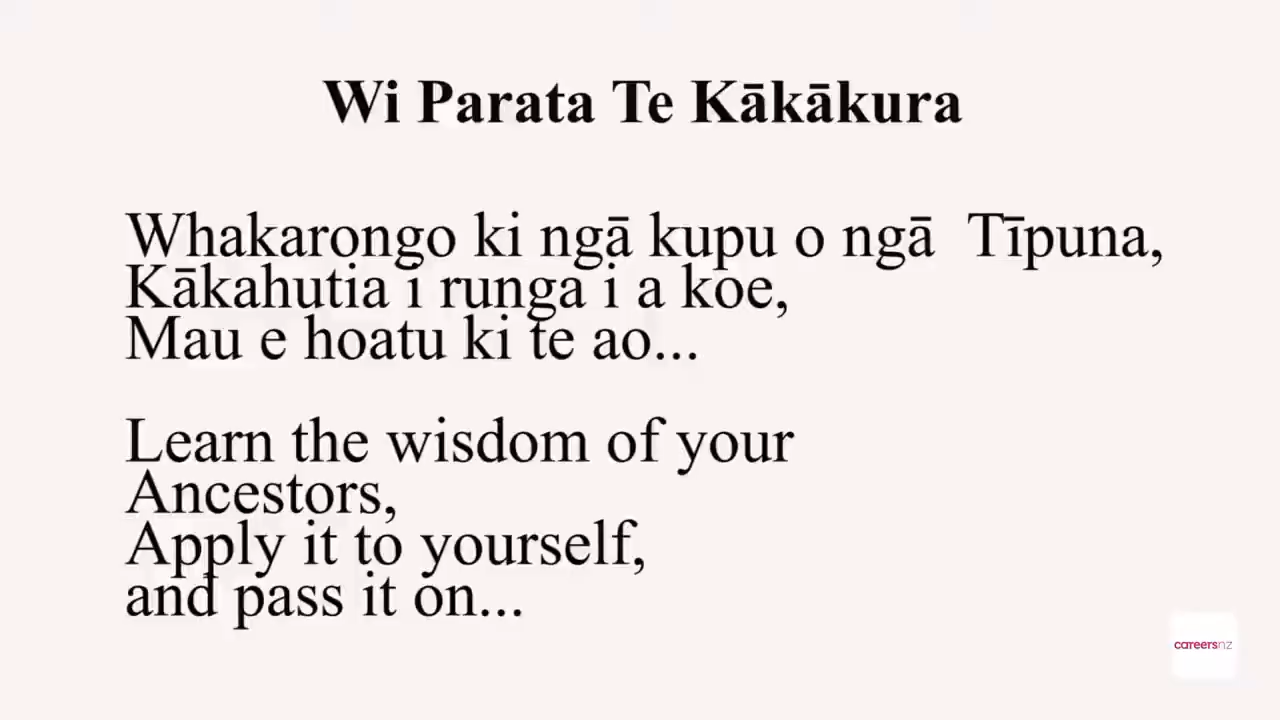 Wi Parata Te Kākākura
Whakarongo ki ngā kupu o ngā Tīpuna,
Kākahutia i runga i a koe,
Mau e hoatu ki te ao...
Learn the wisdom of your
Ancestors,
Apply it to yourself,
and pass it on...
careersnz